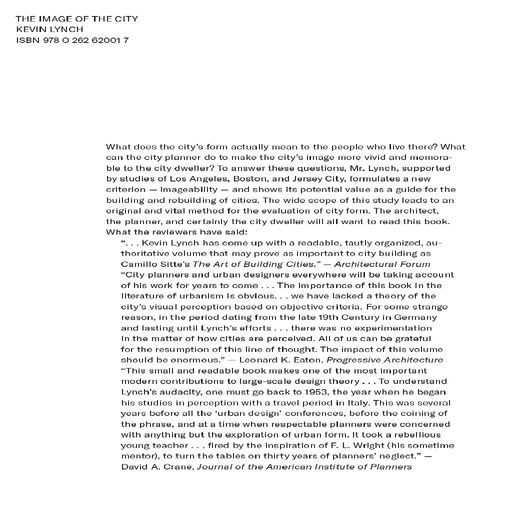 THE IMAGE OF THE CITY
KEVIN LYNCH
ISBN 978 0 262 62001 7
What does the city's form actually mean to the people who live there? What
can the city planner do to make the city's image more vivid and memora-
ble to the city dweller? To answer these questions, Mr. Lynch, supported
by studies of Los Angeles, Boston, and Jersey City, formulates a new
criterion — imageability — and shows its potential value as a guide for the
building and rebuilding of cities. The wide scope of this study leads to an
original and vital method for the evaluation of city form. The architect,
the planner, and certainly the city dweller will all want to read this book.
What the reviewers have said:
“. . . Kevin Lynch has come up with a readable, tautly organized, au-
thoritative volume that may prove as important to city building as
Camillo Sitte's The Art of Building Cities.” — Architectural Forum
“City planners and urban designers everywhere will be taking account
of his work for years to come . . . The importance of this book in the
literature of urbanism is obvious. . . we have lacked a theory of the
city's visual perception based on objective criteria. For some strange
reason, in the period dating from the late 19th Century in Germany
and lasting until Lynch's efforts . . . there was no experimentation
in the matter of how cities are perceived. All of us can be grateful
for the resumption of this line of thought. The impact of this volume
should be enormous.” — Leonard K. Eaton, Progressive Architecture
“This small and readable book makes one of the most important
modern contributions to large-scale design theory . . . To understand
Lynch's audacity, one must go back to 1953, the year when he began
his studies in perception with a travel period in Italy. This was several
years before all the ‘urban design’ conferences, before the coining of
the phrase, and at a time when respectable planners were concerned
with anything but the exploration of urban form. It took a rebellious
young teacher . . . fired by the inspiration of F. L. Wright (his sometime
mentor), to turn the tables on thirty years of planners' neglect.” —
David A. Crane, Journal of the American Institute of Planners